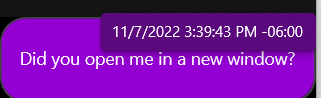 11/7/2022 3:39:43 PM -06:00
Did you open me in a new window?